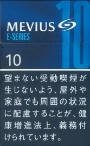 MEVIUS
E-SERIES
10
10
望まない受動喫煙が
生じないよう、屋外や
家庭でも周囲の状況
に配慮することが、健
康増進法上、義務付
けられています。